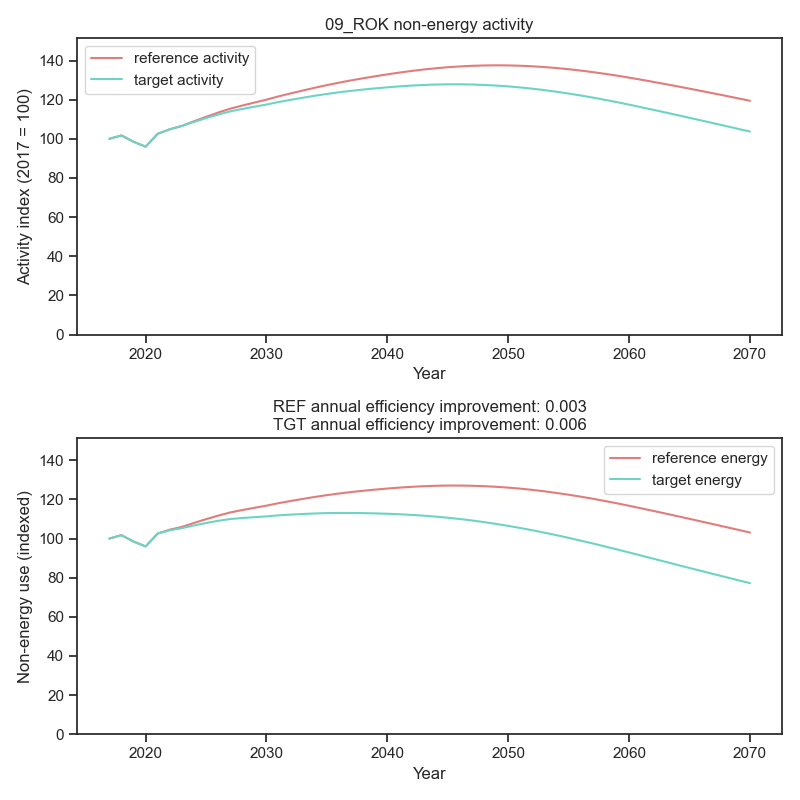 09_ROK non-energy activity
reference activity
target activity
Activity index (2017 = 100)
140
120
100
80
60
40
20
0
2020 2030 2040 2050 2060 2070
Year
REF annual efficiency improvement: 0.003
TGT annual efficiency improvement: 0.006
reference energy
target energy
Non-energy use (indexed)
140
120
100
80
60
40
20
0
2020 2030 2040 2050 2060 2070
Year